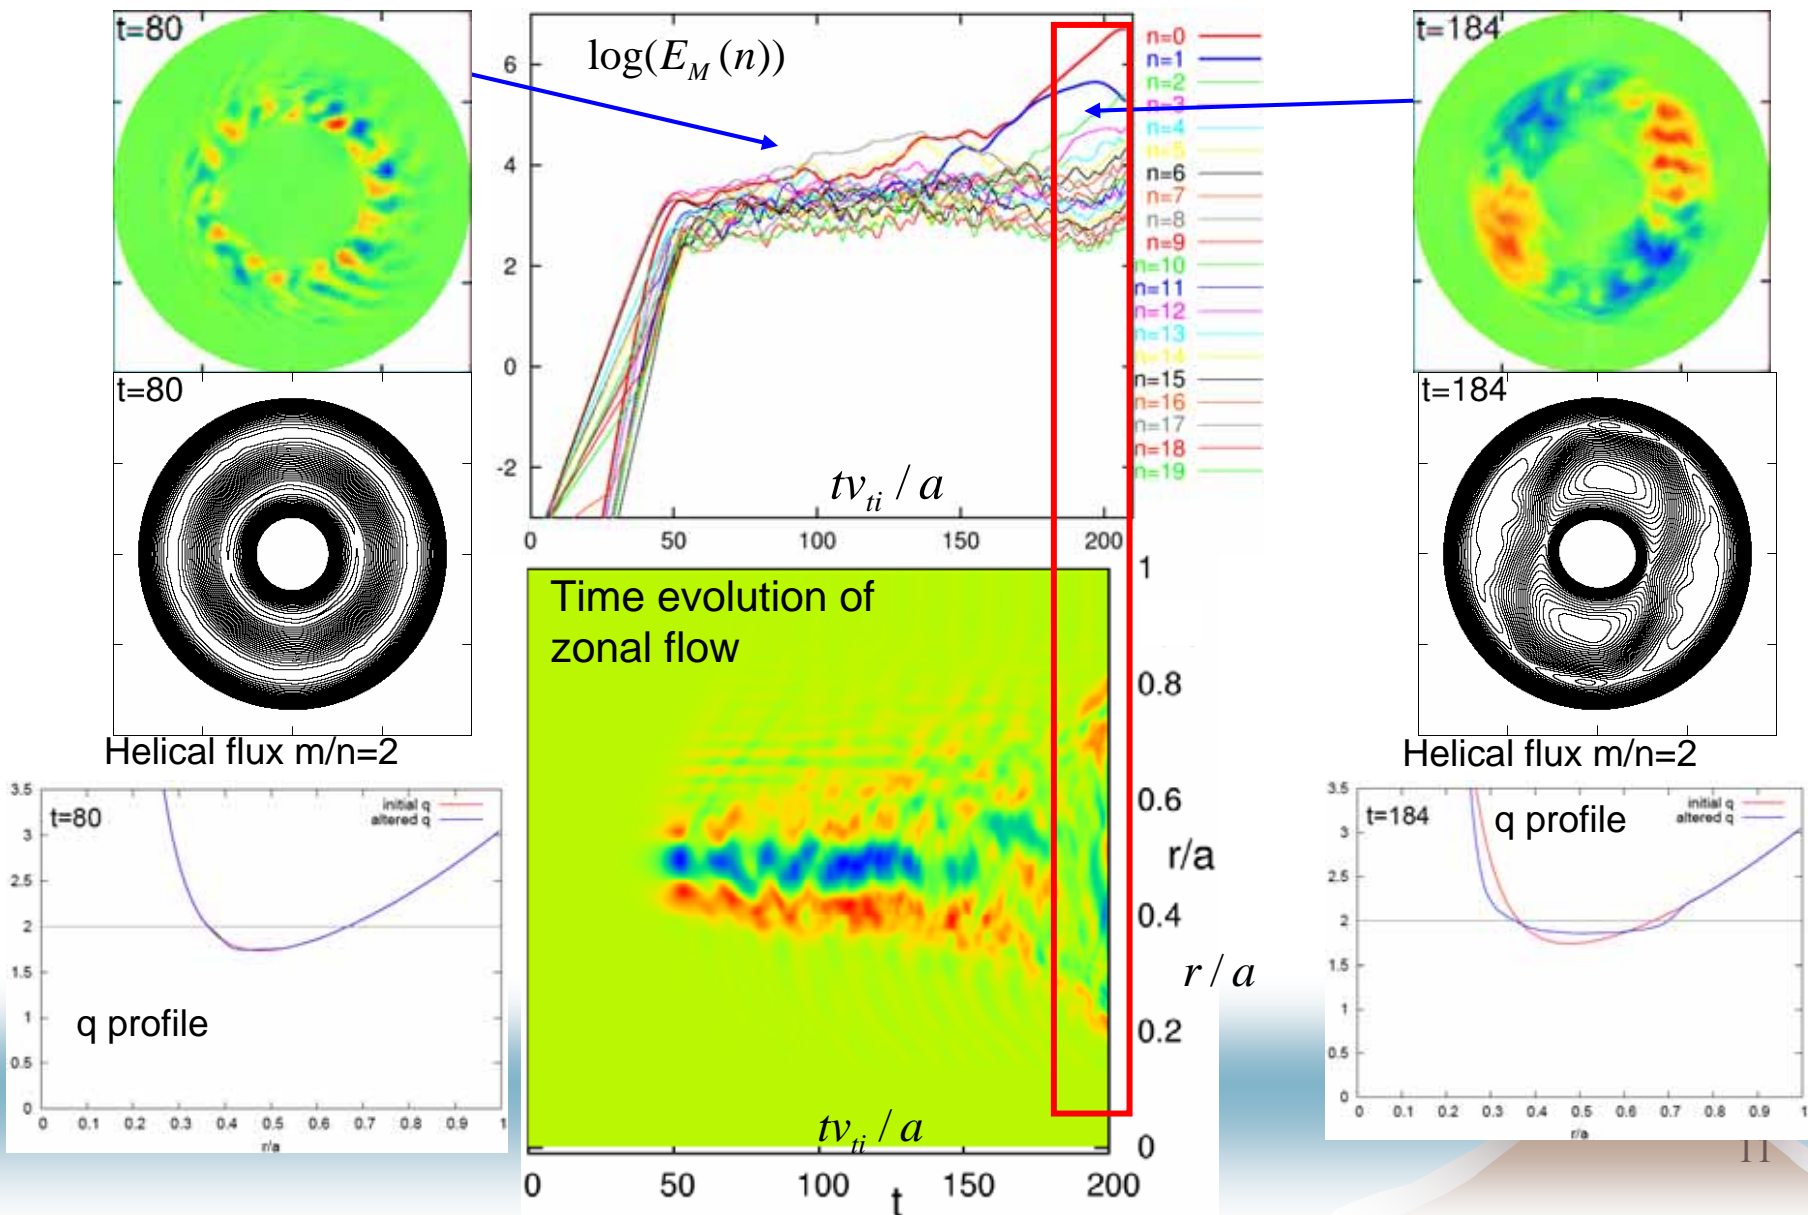 t=80
t=80
Helical flux m/n=2
3.5
3
2.5
2
1.5
1
0.5
0
t=80
initial q
altered q
q profile
0 0.1 0.2 0.3 0.4 0.5 0.6 0.7 0.8 0.9 1
r/a
log(E_M(n))
6
4
2
0
-2
tv_ti / a
0 50 100 150 200
n=0
n=1
n=2
n=3
n=4
n=5
n=6
n=7
n=8
n=9
n=10
n=11
n=12
n=13
n=14
n=15
n=16
n=17
n=18
n=19
Time evolution of
zonal flow
1
0.8
0.6
r/a
0.4
r / a
0.2
0
tv_ti / a
0 50 100 150 200
t
t=184
t=184
Helical flux m/n=2
3.5
3
2.5
2
1.5
1
0.5
0
t=184
q profile
initial q
altered q
0 0.1 0.2 0.3 0.4 0.5 0.6 0.7 0.8 0.9 1
r/a
11